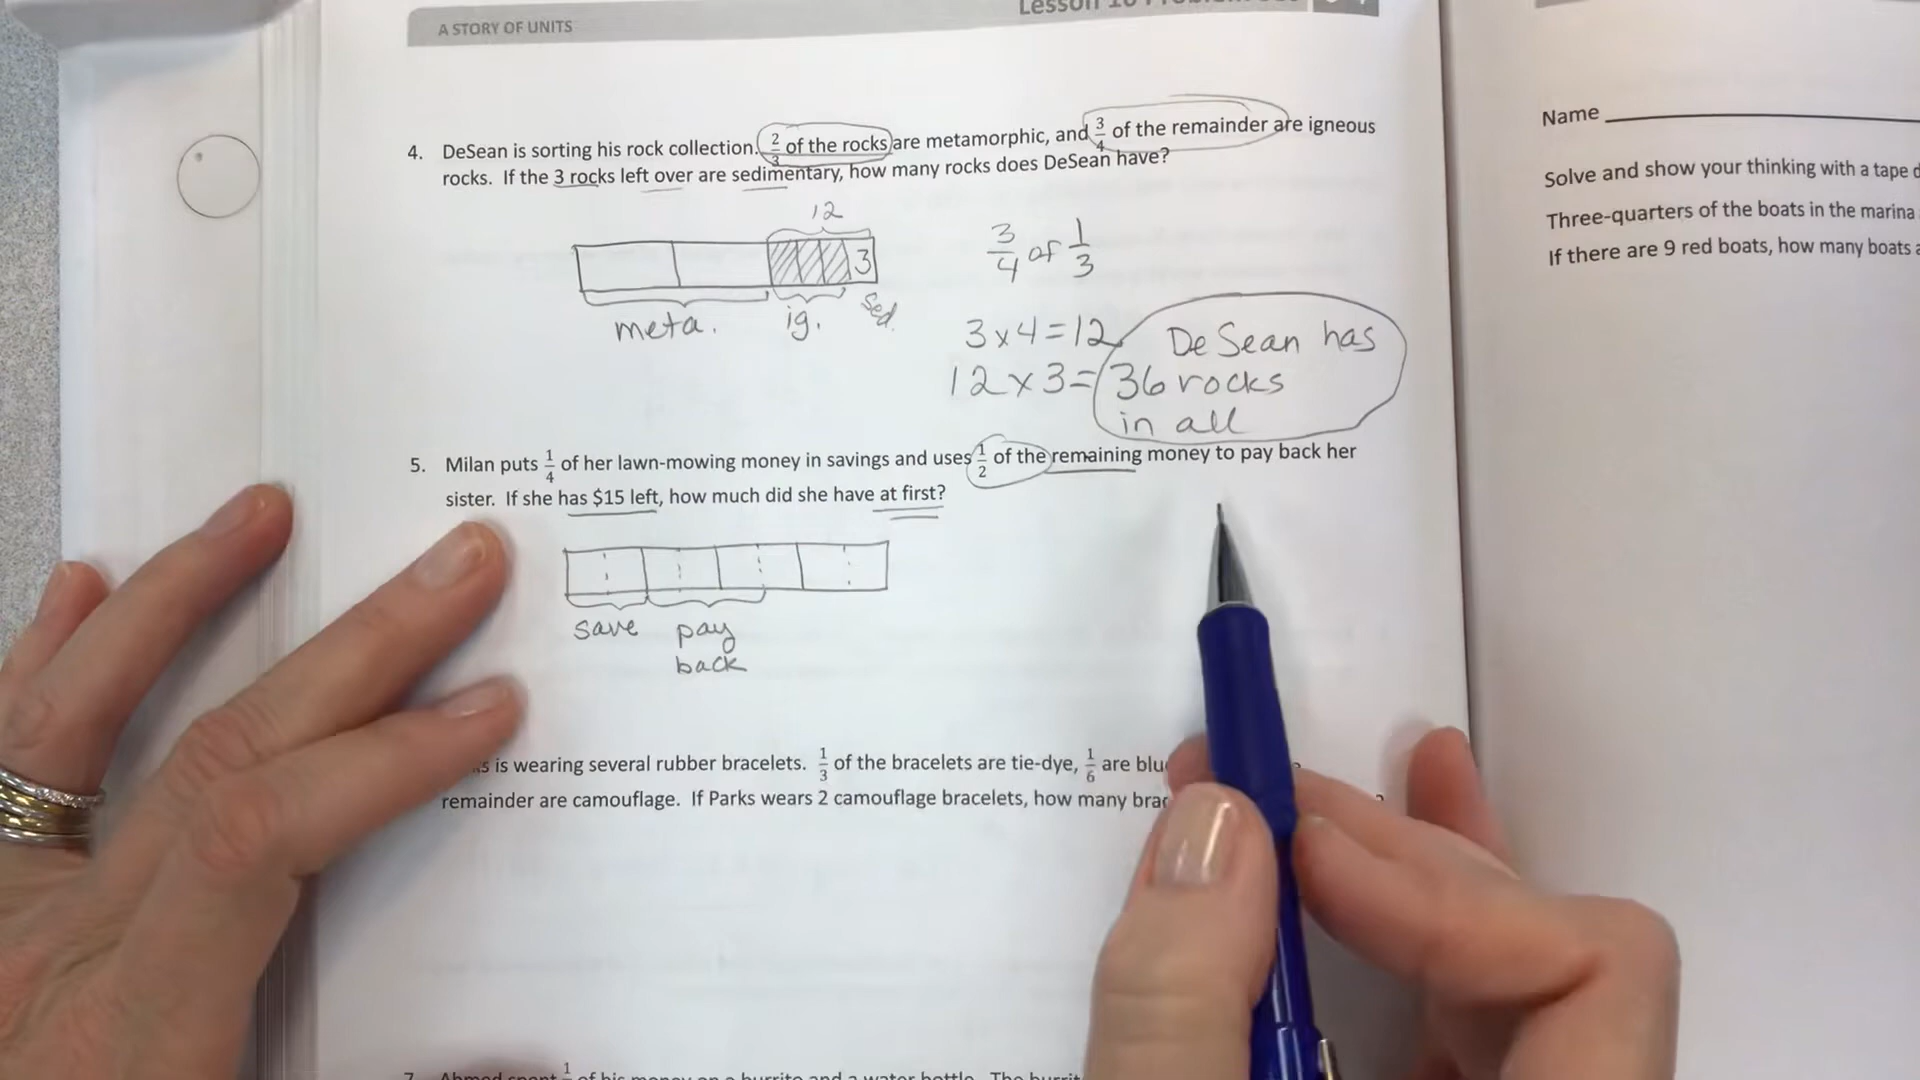 A STORY OF UNITS
Lesson
4. DeSean is sorting his rock collection. 2/3 of the rocks are metamorphic, and 3/4 of the remainder are igneous
rocks. If the 3 rocks left over are sedimentary, how many rocks does DeSean have?
12
3
meta. ig. sed.
3/4 of 1/3
3 x 4 = 12
12 x 3 = 36 rocks
DeSean has
in all
5. Milan puts 1/4 of her lawn-mowing money in savings and uses 1/2 of the remaining money to pay back her
sister. If she has $15 left, how much did she have at first?
save pay
back
is wearing several rubber bracelets. 1/3 of the bracelets are tie-dye, 1/6 are blu
remainder are camouflage. If Parks wears 2 camouflage bracelets, how many brac
Name
Solve and show your thinking with a tape d
Three-quarters of the boats in the marina
If there are 9 red boats, how many boats a